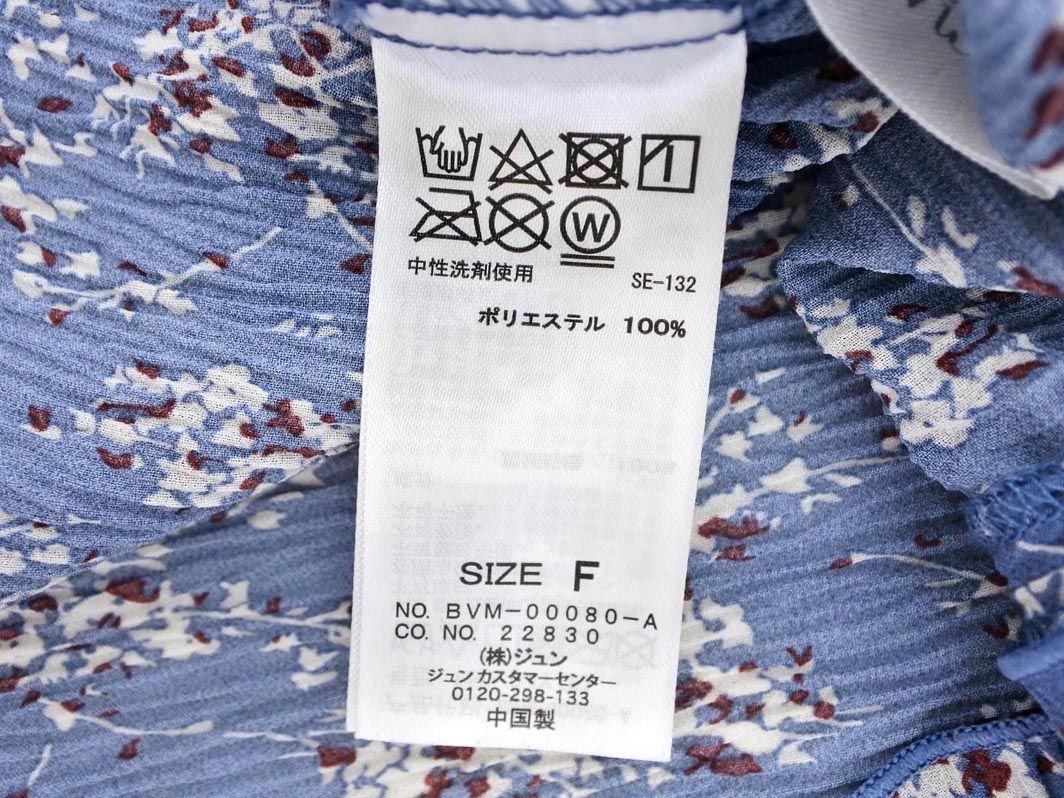 W
中性洗剤使用 SE-132
ポリエステル 100%
SIZE F
NO. BVM-00080-A
CO. NO. 22830
(株)ジュン
ジュンカスタマーセンター
0120-298-133
中国製